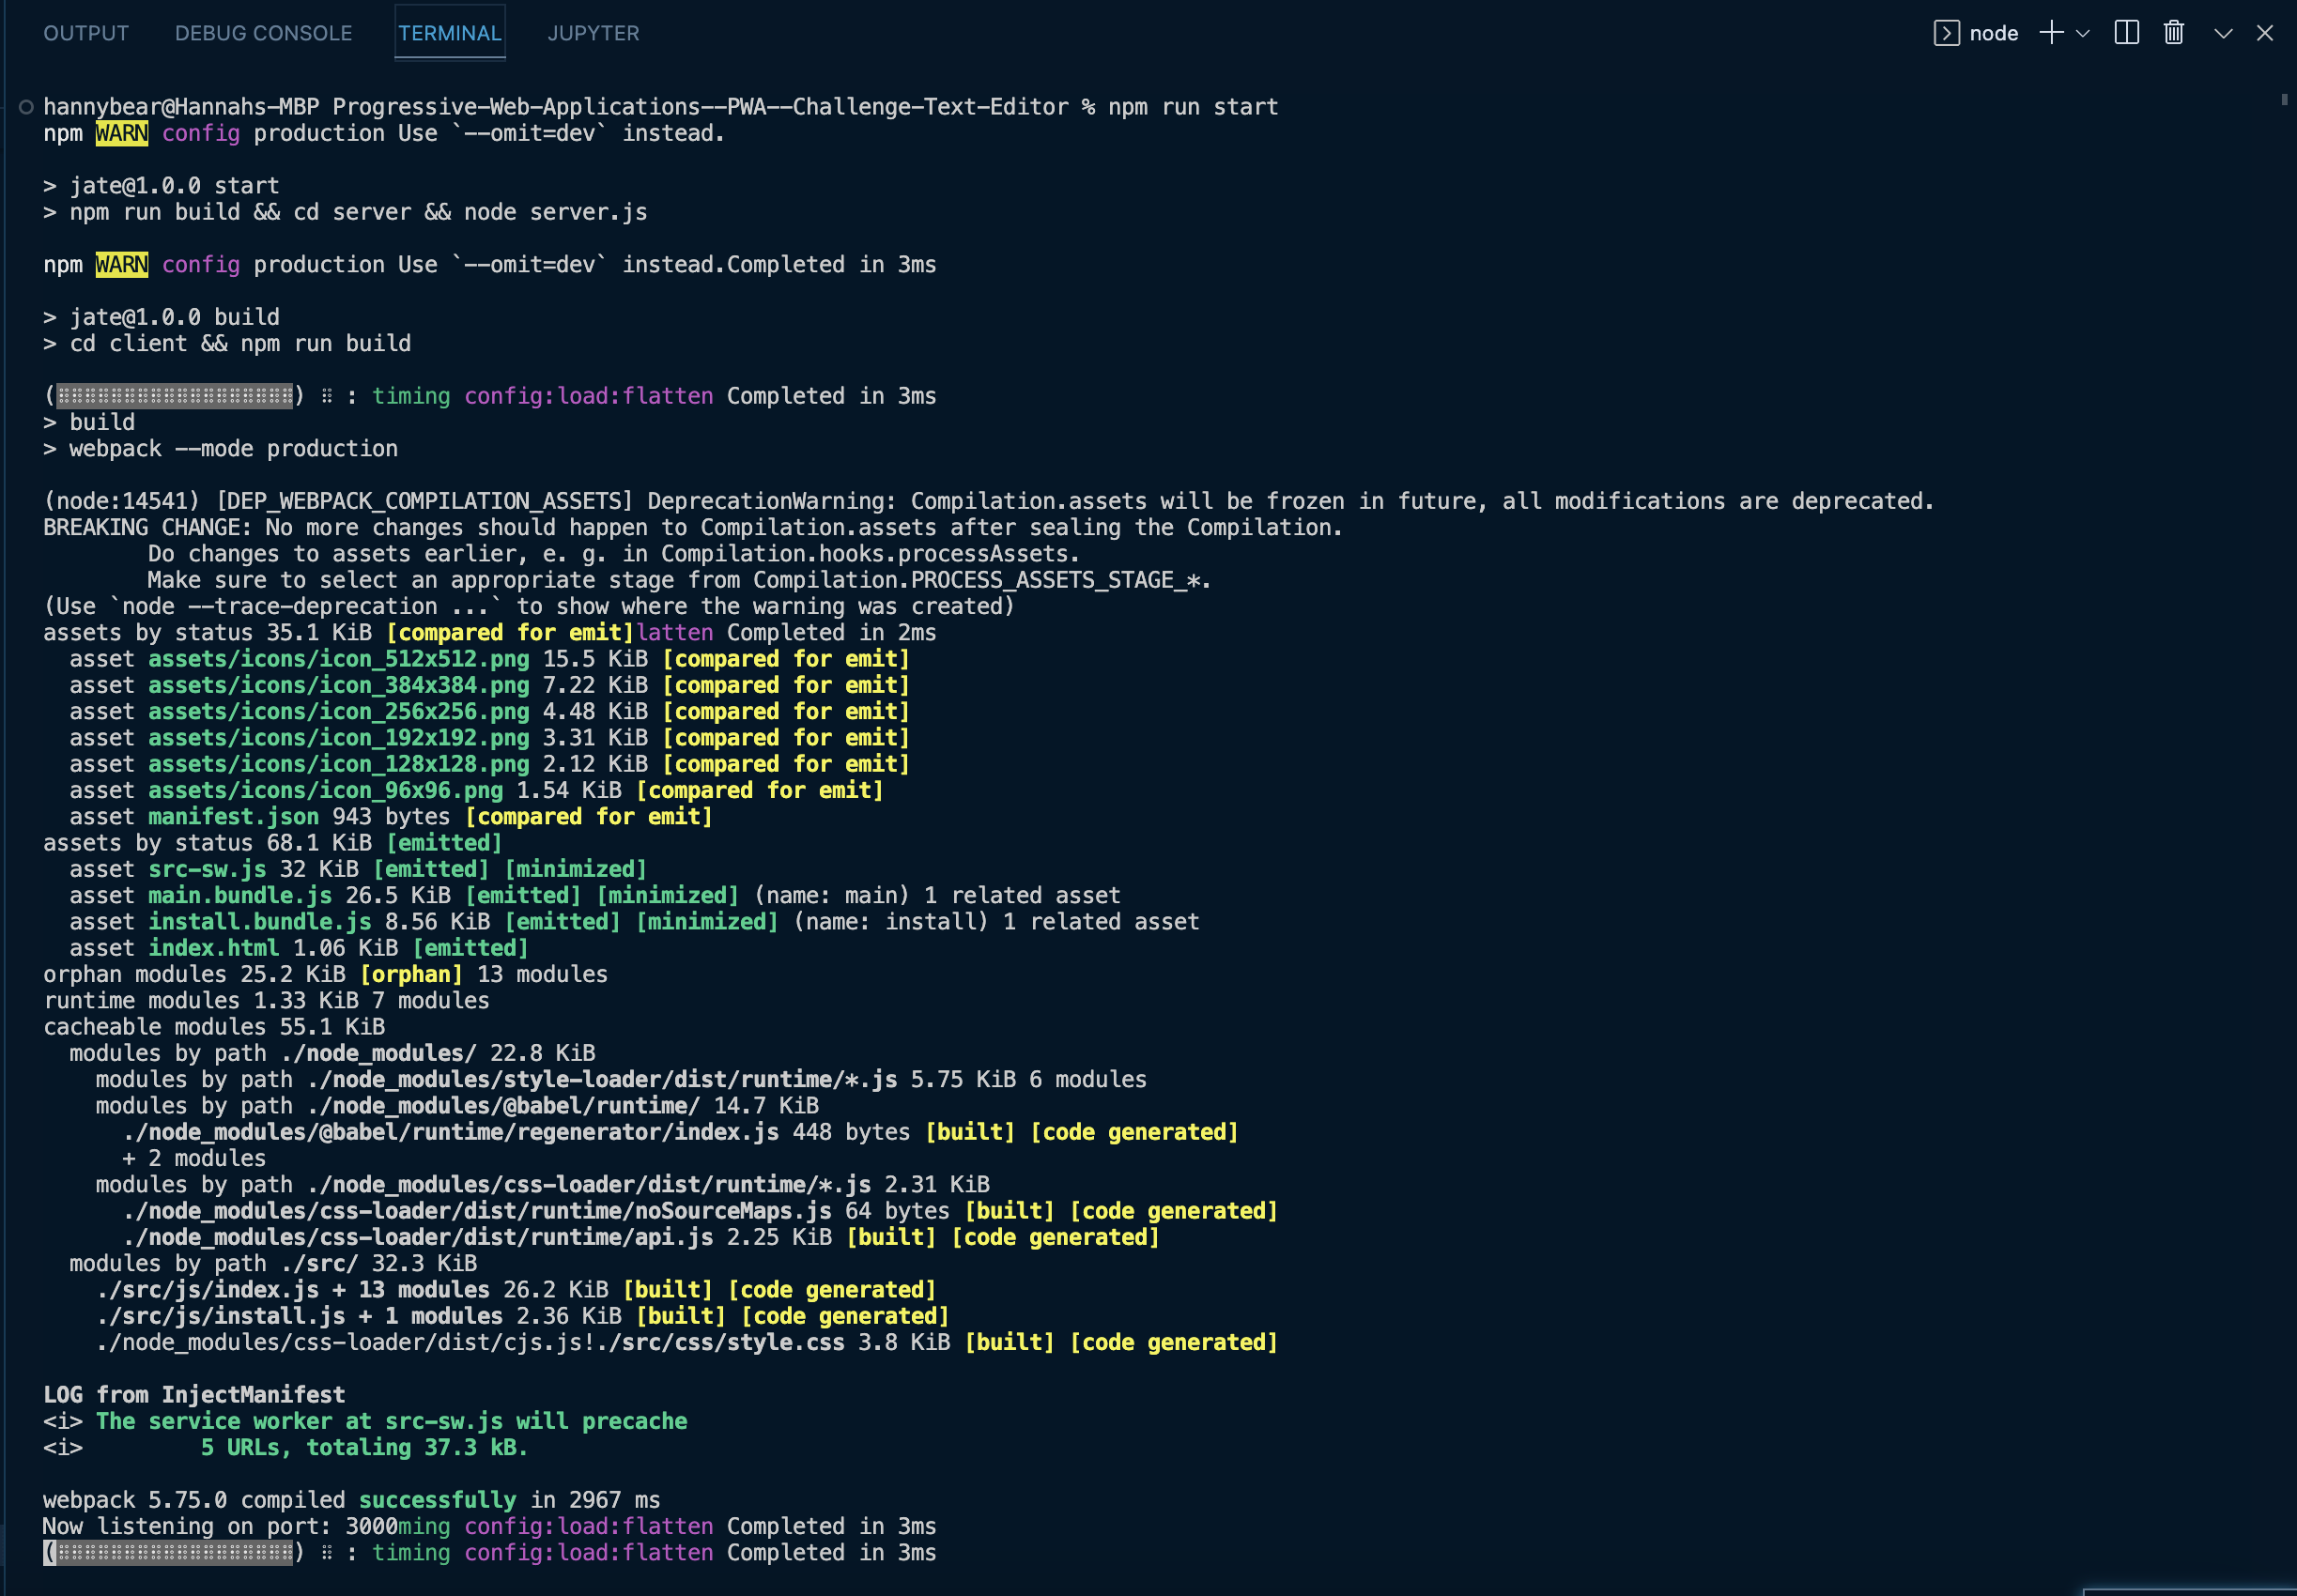 OUTPUT DEBUG CONSOLE TERMINAL JUPYTER node
hannybear@Hannahs-MBP Progressive-Web-Applications--PWA--Challenge-Text-Editor % npm run start
npm WARN config production Use `--omit=dev` instead.
> jate@1.0.0 start
> npm run build && cd server && node server.js
npm WARN config production Use `--omit=dev` instead.Completed in 3ms
> jate@1.0.0 build
> cd client && npm run build
(⠿⠿⠿⠿⠿⠿⠿⠿⠿⠿⠿⠿⠿⠿⠿⠿⠿⠿) ⠿ : timing config:load:flatten Completed in 3ms
> build
> webpack --mode production
(node:14541) [DEP_WEBPACK_COMPILATION_ASSETS] DeprecationWarning: Compilation.assets will be frozen in future, all modifications are deprecated.
BREAKING CHANGE: No more changes should happen to Compilation.assets after sealing the Compilation.
Do changes to assets earlier, e. g. in Compilation.hooks.processAssets.
Make sure to select an appropriate stage from Compilation.PROCESS_ASSETS_STAGE_*.
(Use `node --trace-deprecation ...` to show where the warning was created)
assets by status 35.1 KiB [compared for emit]latten Completed in 2ms
asset assets/icons/icon_512x512.png 15.5 KiB [compared for emit]
asset assets/icons/icon_384x384.png 7.22 KiB [compared for emit]
asset assets/icons/icon_256x256.png 4.48 KiB [compared for emit]
asset assets/icons/icon_192x192.png 3.31 KiB [compared for emit]
asset assets/icons/icon_128x128.png 2.12 KiB [compared for emit]
asset assets/icons/icon_96x96.png 1.54 KiB [compared for emit]
asset manifest.json 943 bytes [compared for emit]
assets by status 68.1 KiB [emitted]
asset src-sw.js 32 KiB [emitted] [minimized]
asset main.bundle.js 26.5 KiB [emitted] [minimized] (name: main) 1 related asset
asset install.bundle.js 8.56 KiB [emitted] [minimized] (name: install) 1 related asset
asset index.html 1.06 KiB [emitted]
orphan modules 25.2 KiB [orphan] 13 modules
runtime modules 1.33 KiB 7 modules
cacheable modules 55.1 KiB
modules by path ./node_modules/ 22.8 KiB
modules by path ./node_modules/style-loader/dist/runtime/*.js 5.75 KiB 6 modules
modules by path ./node_modules/@babel/runtime/ 14.7 KiB
./node_modules/@babel/runtime/regenerator/index.js 448 bytes [built] [code generated]
+ 2 modules
modules by path ./node_modules/css-loader/dist/runtime/*.js 2.31 KiB
./node_modules/css-loader/dist/runtime/noSourceMaps.js 64 bytes [built] [code generated]
./node_modules/css-loader/dist/runtime/api.js 2.25 KiB [built] [code generated]
modules by path ./src/ 32.3 KiB
./src/js/index.js + 13 modules 26.2 KiB [built] [code generated]
./src/js/install.js + 1 modules 2.36 KiB [built] [code generated]
./node_modules/css-loader/dist/cjs.js!./src/css/style.css 3.8 KiB [built] [code generated]
LOG from InjectManifest
<i> The service worker at src-sw.js will precache
<i> 5 URLs, totaling 37.3 kB.
webpack 5.75.0 compiled successfully in 2967 ms
Now listening on port: 3000ming config:load:flatten Completed in 3ms
(⠿⠿⠿⠿⠿⠿⠿⠿⠿⠿⠿⠿⠿⠿⠿⠿⠿⠿) ⠿ : timing config:load:flatten Completed in 3ms